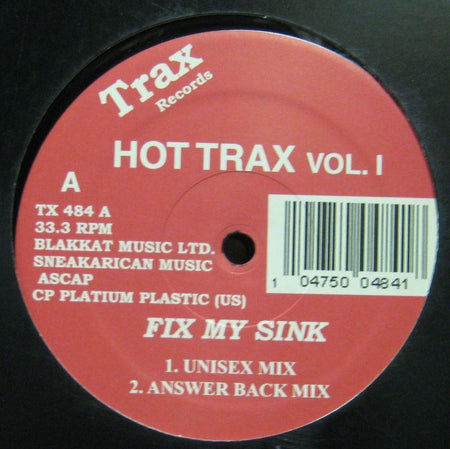 Trax
Records
HOT TRAX VOL. I
A
TX 484 A
33.3 RPM
BLAKKAT MUSIC LTD.
SNEAKARICAN MUSIC
ASCAP
CP PLATIUM PLASTIC (US)
1 04750 04841
FIX MY SINK
1. UNISEX MIX
2. ANSWER BACK MIX